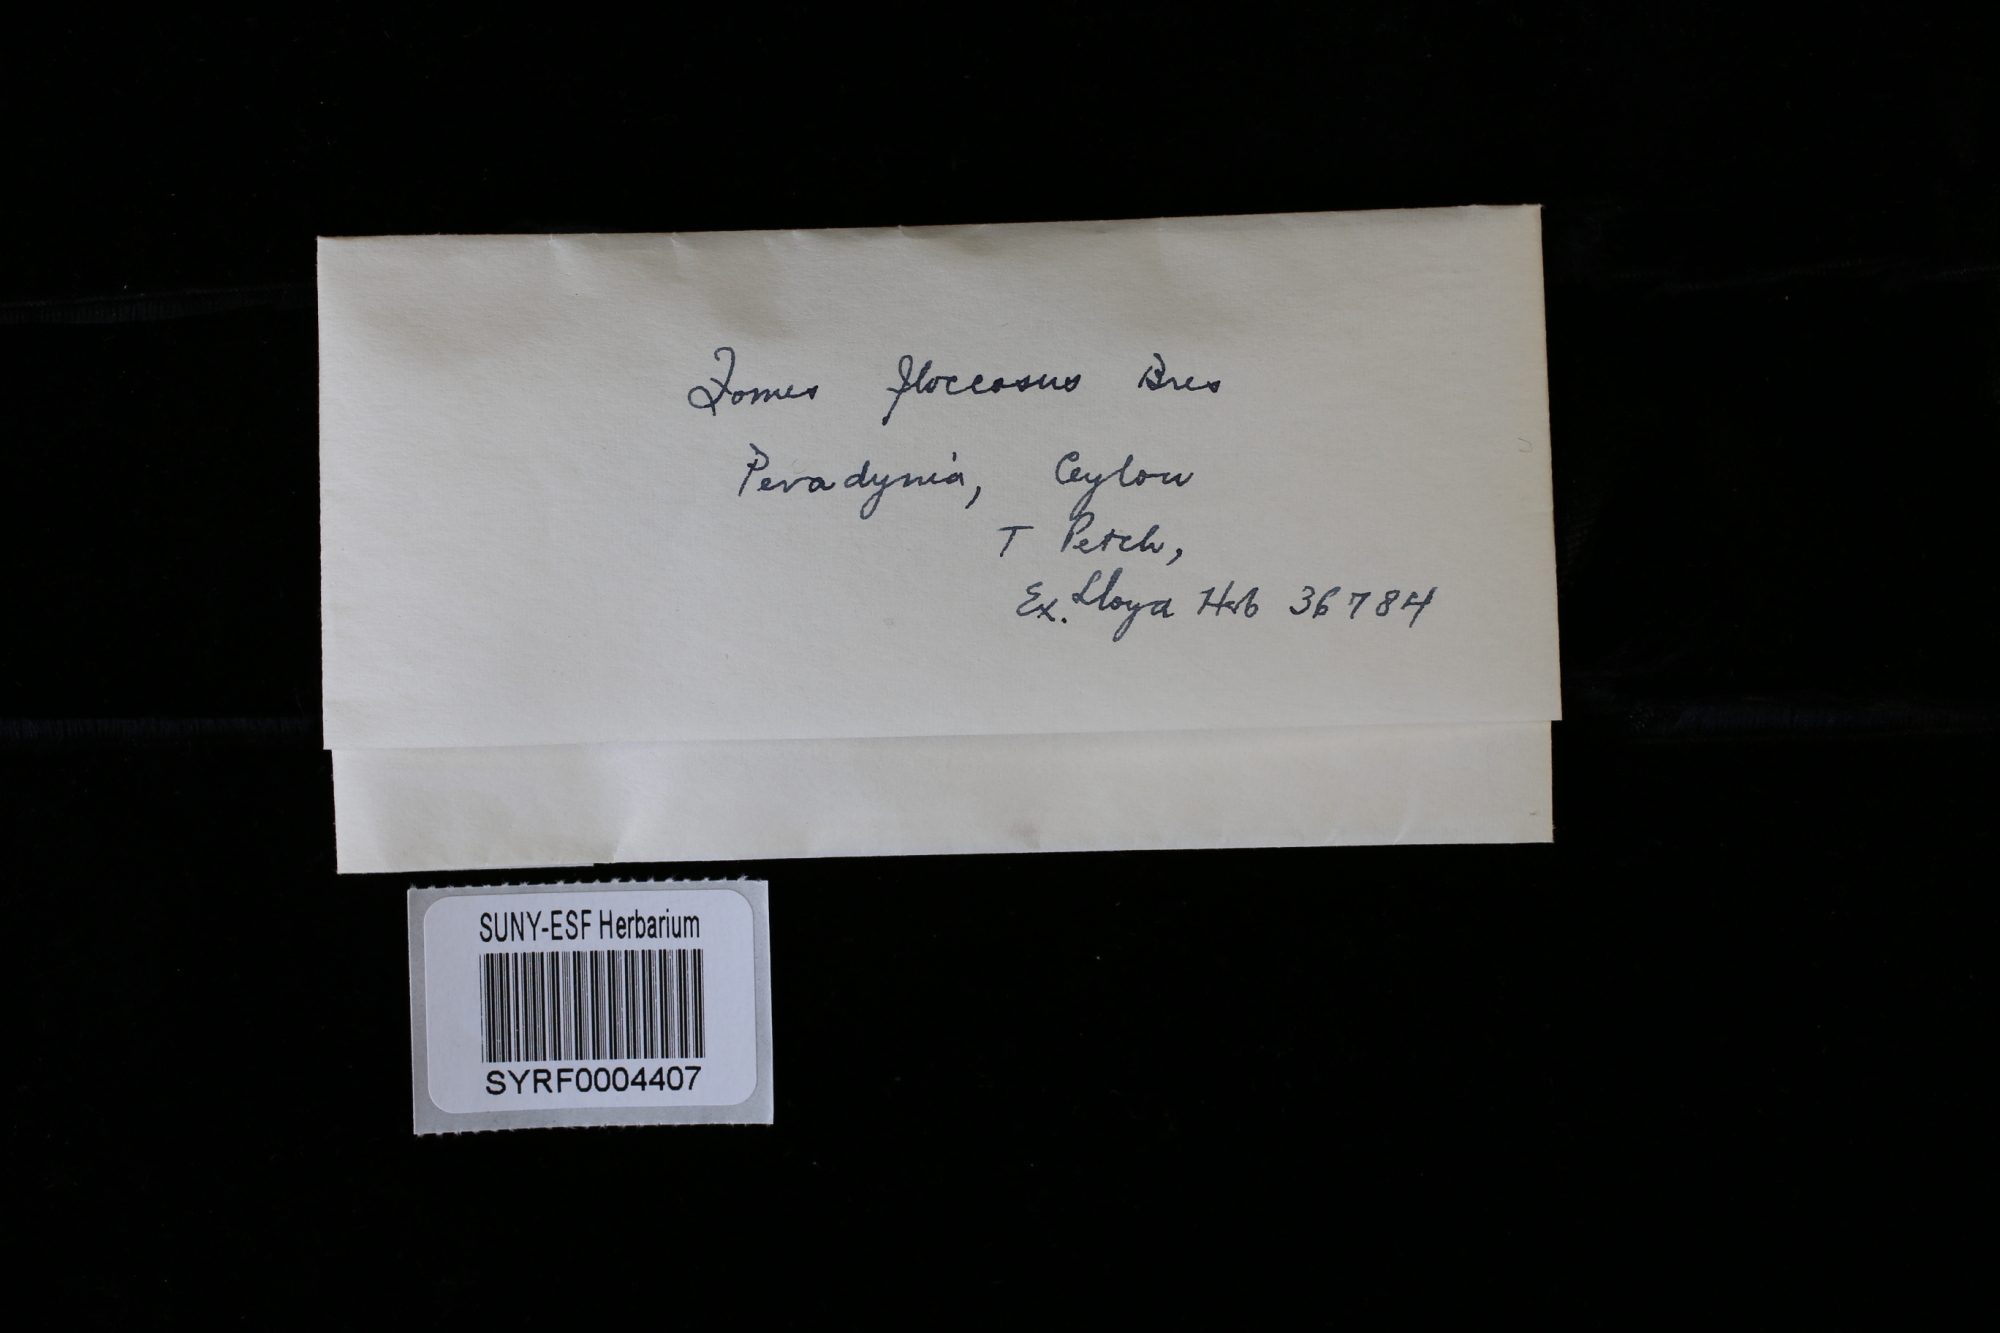 Fomes floccosus Bres
Peradynia, Ceylon
T Petch,
Ex. Lloyd Herb 36784
SUNY-ESF Herbarium
SYRF0004407